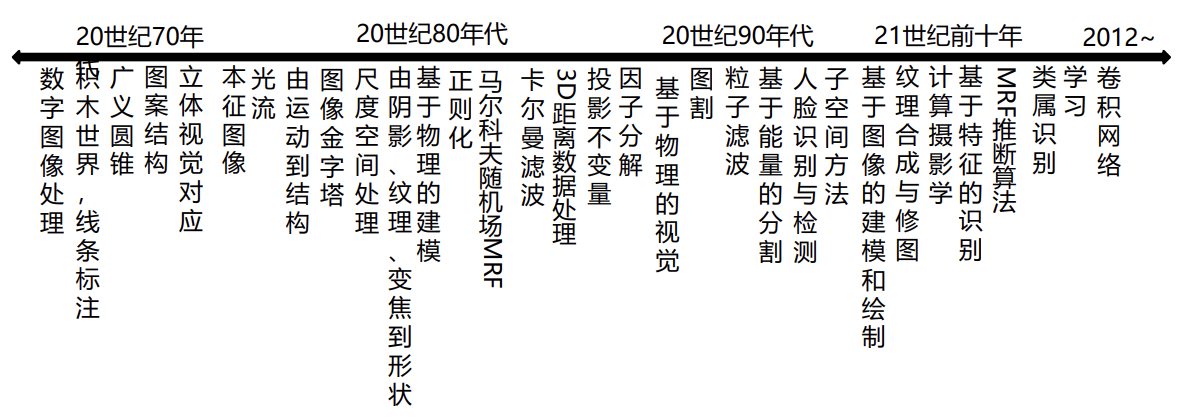 20世纪70年代
20世纪80年代
20世纪90年代
21世纪前十年
2012~
数字图像处理
积木世界,线条标注
广义圆锥
图案结构
立体视觉对应
本征图像
光流
由运动到结构
图像金字塔
尺度空间处理
由阴影、纹理、变焦到形状
基于物理的建模
正则化
马尔科夫随机场MRF
卡尔曼滤波
3D距离数据处理
投影不变量
因子分解
基于物理的视觉
图割
粒子滤波
基于能量的分割
人脸识别与检测
子空间方法
基于图像的建模和绘制
纹理合成与修图
计算摄影学
基于特征的识别
MRF推断算法
类属识别
学习
卷积网络